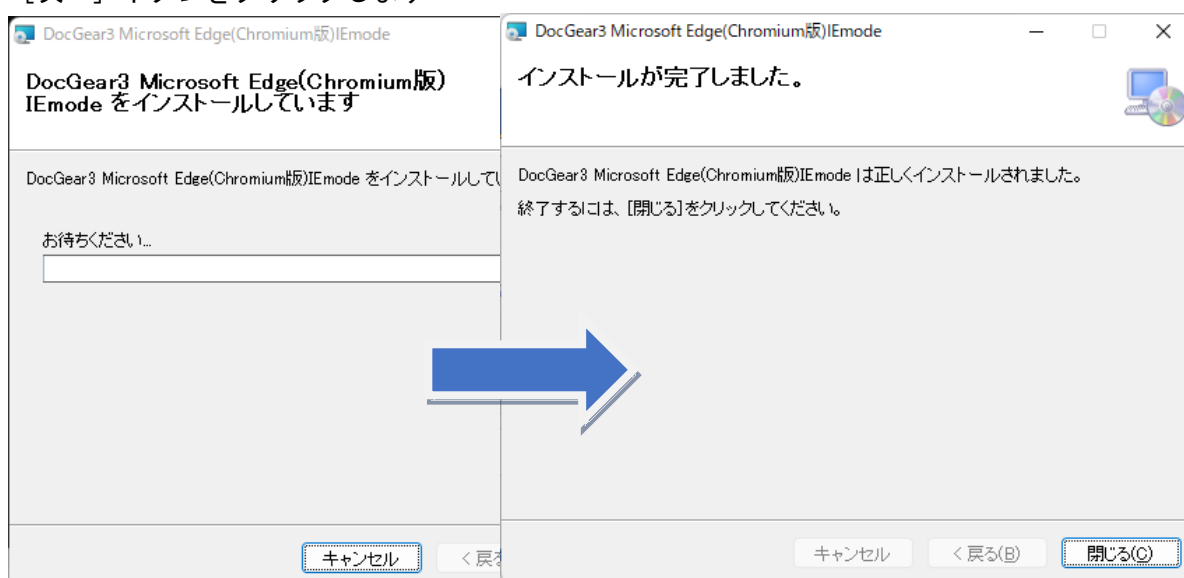 DocGear3 Microsoft Edge(Chromium版)IEmode
DocGear3 Microsoft Edge(Chromium版)
IEmode をインストールしています
DocGear3 Microsoft Edge(Chromium版)IEmode をインストールして
お待ちください...
キャンセル
< 戻
DocGear3 Microsoft Edge(Chromium版)IEmode
インストールが完了しました。
DocGear3 Microsoft Edge(Chromium版)IEmode は正しくインストールされました。
終了するには、[閉じる]をクリックしてください。
キャンセル
< 戻る(B)
閉じる(C)